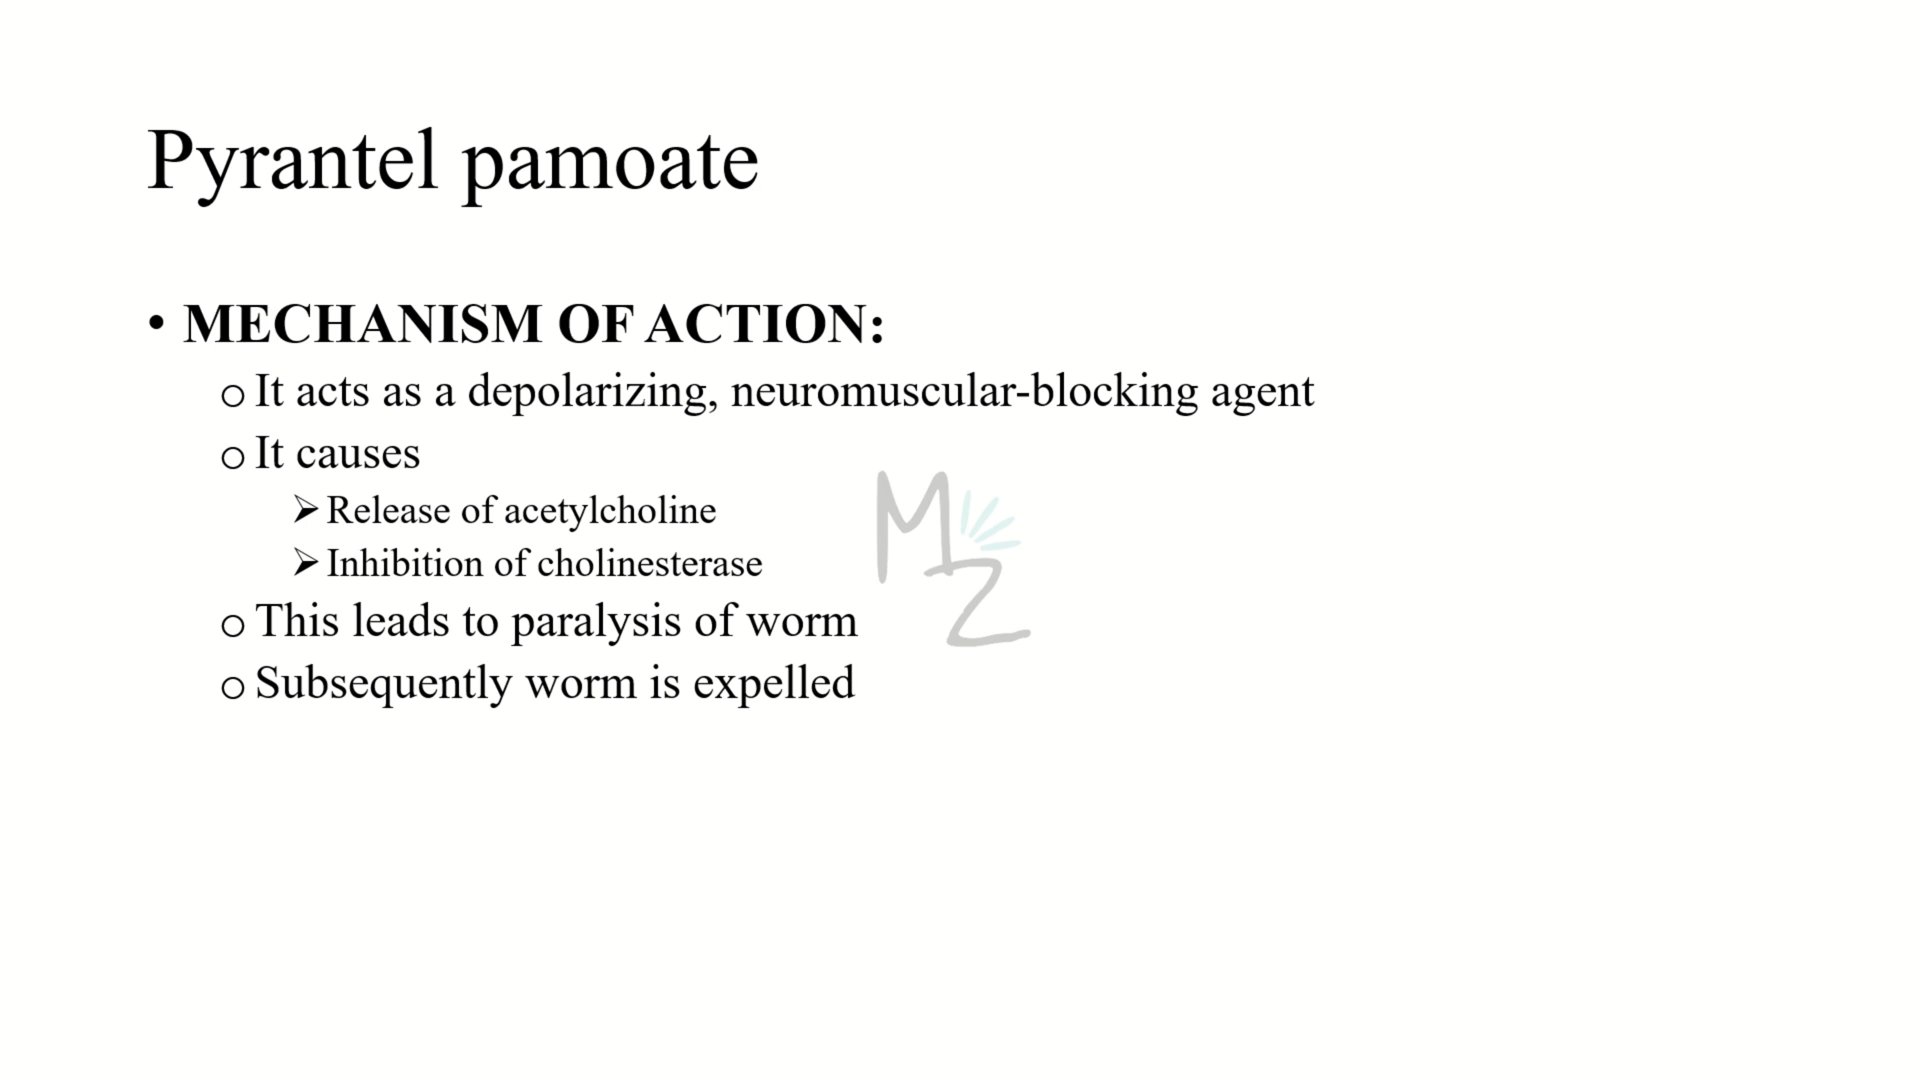 Pyrantel pamoate
• MECHANISM OF ACTION:
o It acts as a depolarizing, neuromuscular-blocking agent
o It causes
➢ Release of acetylcholine
➢ Inhibition of cholinesterase
o This leads to paralysis of worm
o Subsequently worm is expelled
M
Z